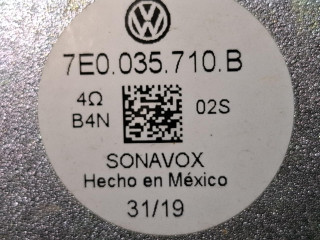 7E0.035.710.B
4Ω
B4N
02S
SONAVOX
Hecho en México
31/19